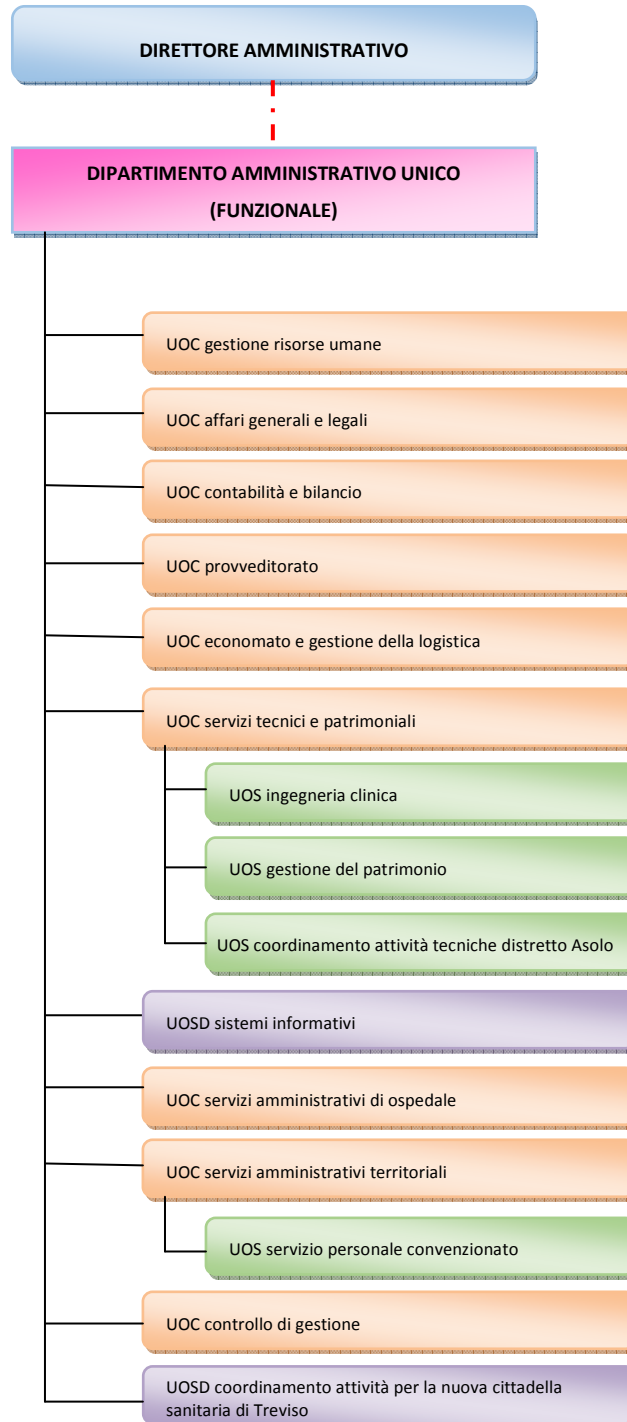 DIRETTORE AMMINISTRATIVO
DIPARTIMENTO AMMINISTRATIVO UNICO
(FUNZIONALE)
UOC gestione risorse umane
UOC affari generali e legali
UOC contabilità e bilancio
UOC provveditorato
UOC economato e gestione della logistica
UOC servizi tecnici e patrimoniali
UOS ingegneria clinica
UOS gestione del patrimonio
UOS coordinamento attività tecniche distretto Asolo
UOSD sistemi informativi
UOC servizi amministrativi di ospedale
UOC servizi amministrativi territoriali
UOS servizio personale convenzionato
UOC controllo di gestione
UOSD coordinamento attività per la nuova cittadella
sanitaria di Treviso